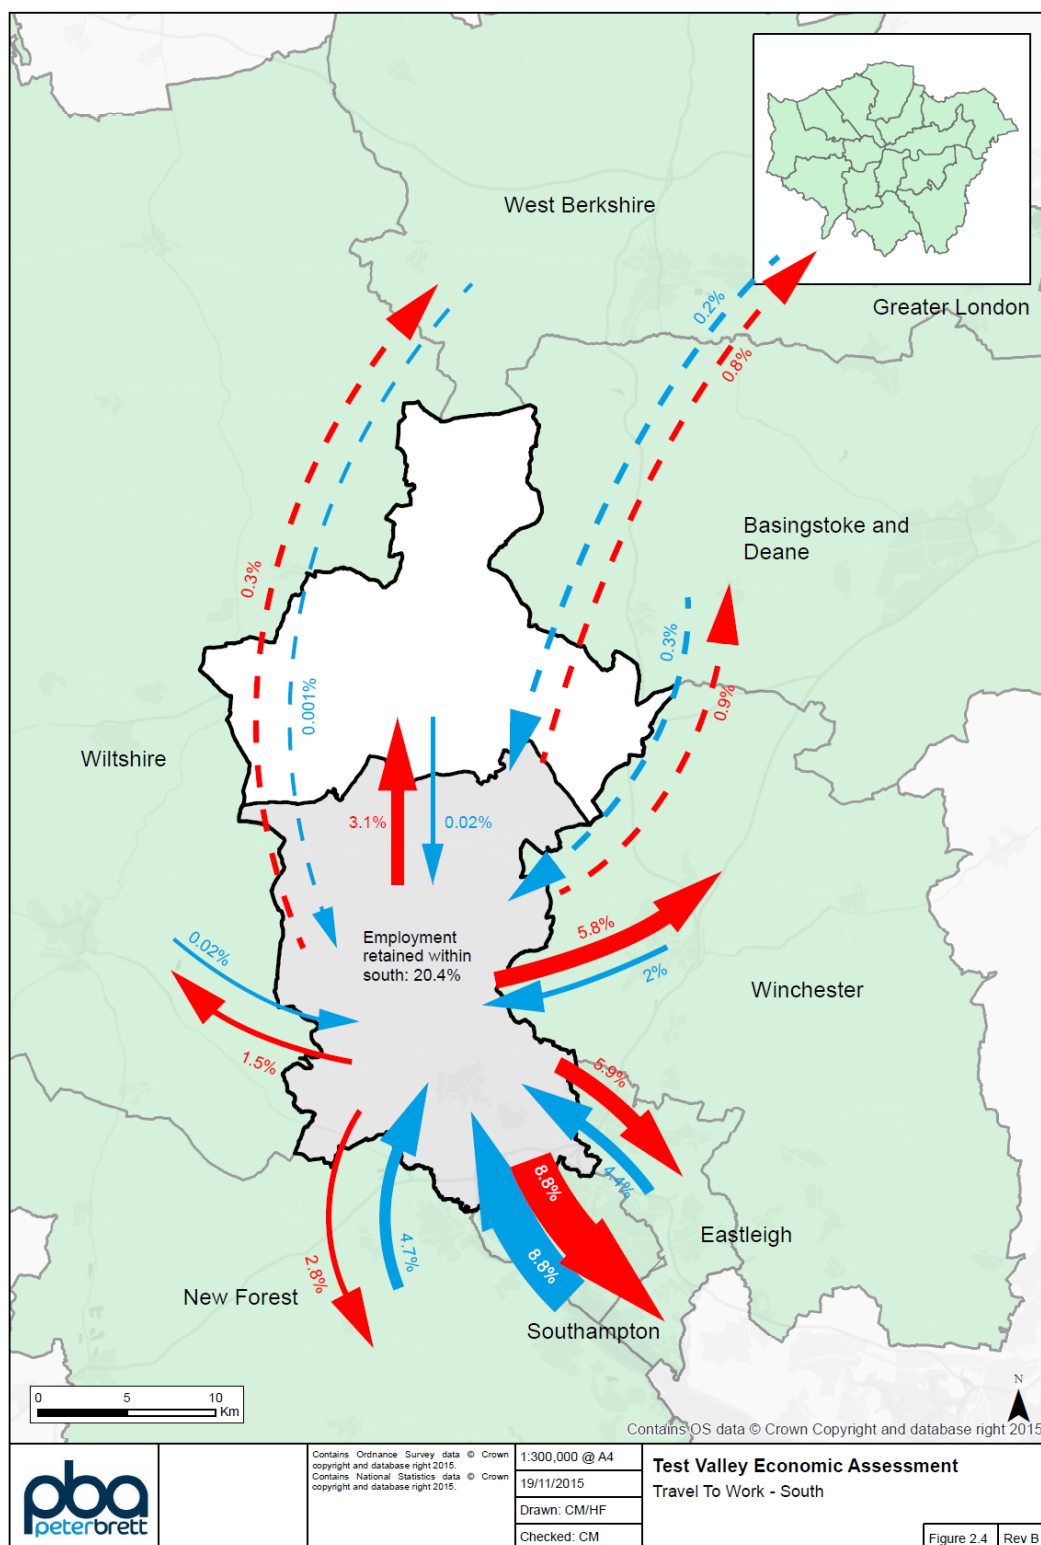 West Berkshire
Greater London
0.2%
0.8%
Basingstoke and
Deane
0.3%
0.3%
0.001%
0.9%
Wiltshire
3.1%
0.02%
Employment
retained within
south: 20.4%
5.8%
0.02%
2%
Winchester
1.5%
5.9%
4.4%
8.8%
8.8%
4.7%
2.8%
Eastleigh
New Forest
Southampton
0 5 10
Km
N
Contains OS data © Crown Copyright and database right 2015
pba
peterbrett
Contains Ordnance Survey data © Crown
copyright and database right 2015.
Contains National Statistics data © Crown
copyright and database right 2015.
1:300,000 @ A4
19/11/2015
Drawn: CM/HF
Checked: CM
Test Valley Economic Assessment
Travel To Work - South
Figure 2.4 Rev B